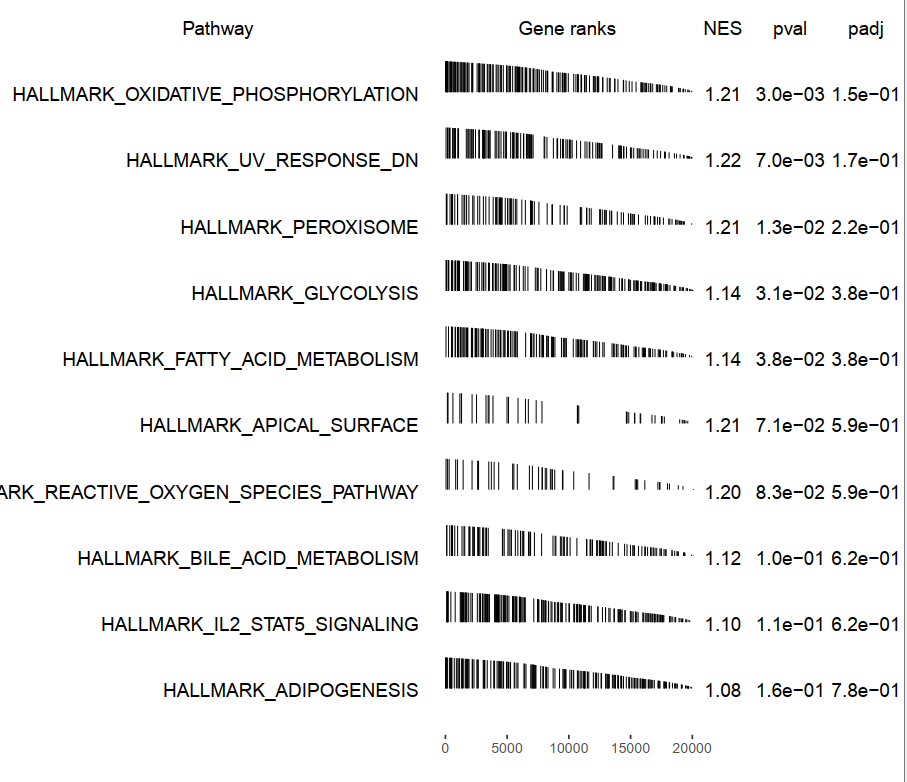 Pathway Gene ranks NES pval padj
HALLMARK_OXIDATIVE_PHOSPHORYLATION 1.21 3.0e−03 1.5e−01
HALLMARK_UV_RESPONSE_DN 1.22 7.0e−03 1.7e−01
HALLMARK_PEROXISOME 1.21 1.3e−02 2.2e−01
HALLMARK_GLYCOLYSIS 1.14 3.1e−02 3.8e−01
HALLMARK_FATTY_ACID_METABOLISM 1.14 3.8e−02 3.8e−01
HALLMARK_APICAL_SURFACE 1.21 7.1e−02 5.9e−01
ARK_REACTIVE_OXYGEN_SPECIES_PATHWAY 1.20 8.3e−02 5.9e−01
HALLMARK_BILE_ACID_METABOLISM 1.12 1.0e−01 6.2e−01
HALLMARK_IL2_STAT5_SIGNALING 1.10 1.1e−01 6.2e−01
HALLMARK_ADIPOGENESIS 1.08 1.6e−01 7.8e−01
0 5000 10000 15000 20000